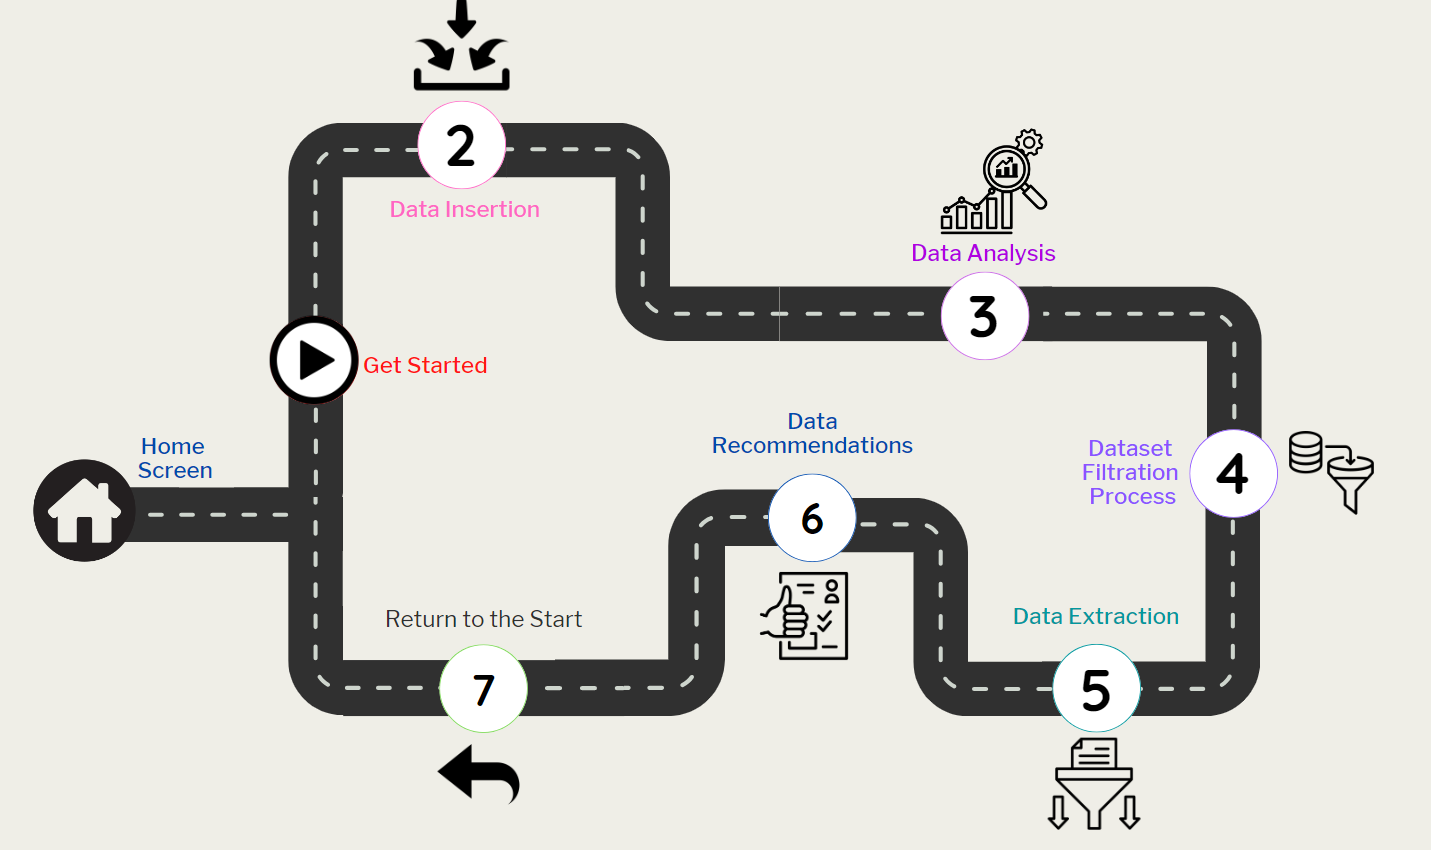 2
Data Insertion
Data Analysis
3
Get Started
Home
Screen
Data
Recommendations
Dataset
Filtration
Process
4
6
Data Extraction
5
Return to the Start
7